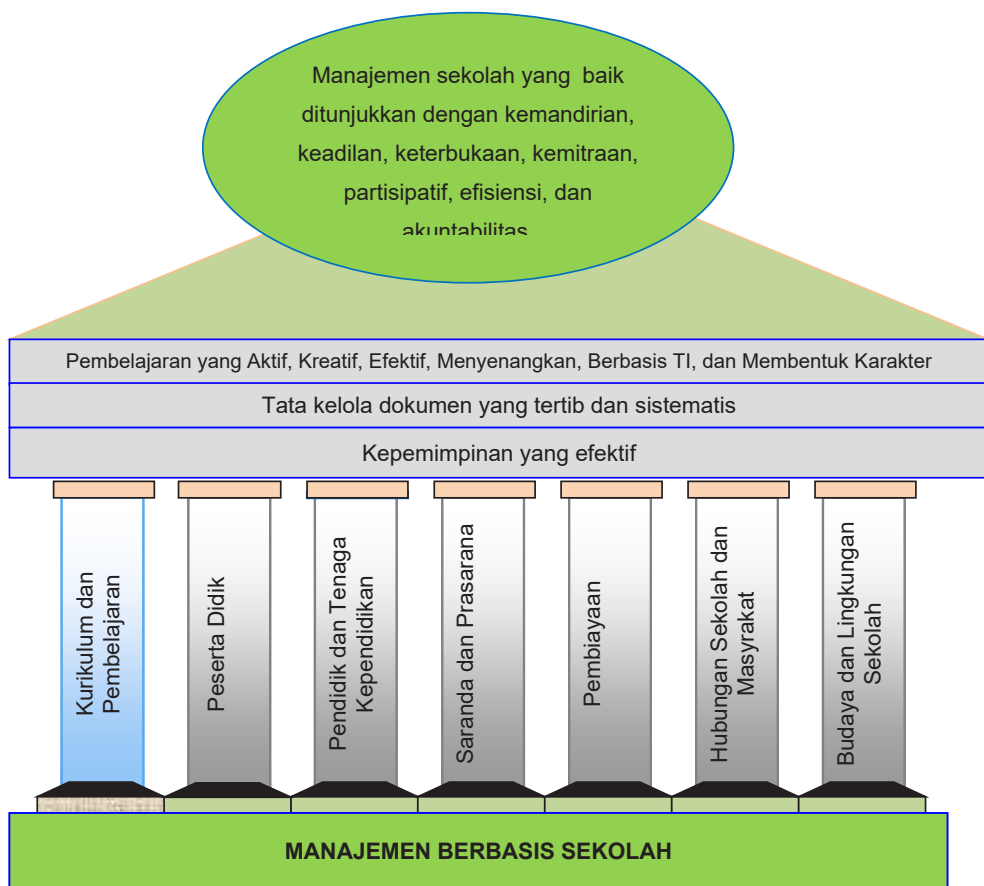 Manajemen sekolah yang baik
ditunjukkan dengan kemandirian,
keadilan, keterbukaan, kemitraan,
partisipatif, efisiensi, dan
akuntabilitas
Pembelajaran yang Aktif, Kreatif, Efektif, Menyenangkan, Berbasis TI, dan Membentuk Karakter
Tata kelola dokumen yang tertib dan sistematis
Kepemimpinan yang efektif
Kurikulum dan
Pembelajaran
Peserta Didik
Pendidik dan Tenaga
Kependidikan
Saranda dan Prasarana
Pembiayaan
Hubungan Sekolah dan
Masyrakat
Budaya dan Lingkungan
Sekolah
MANAJEMEN BERBASIS SEKOLAH